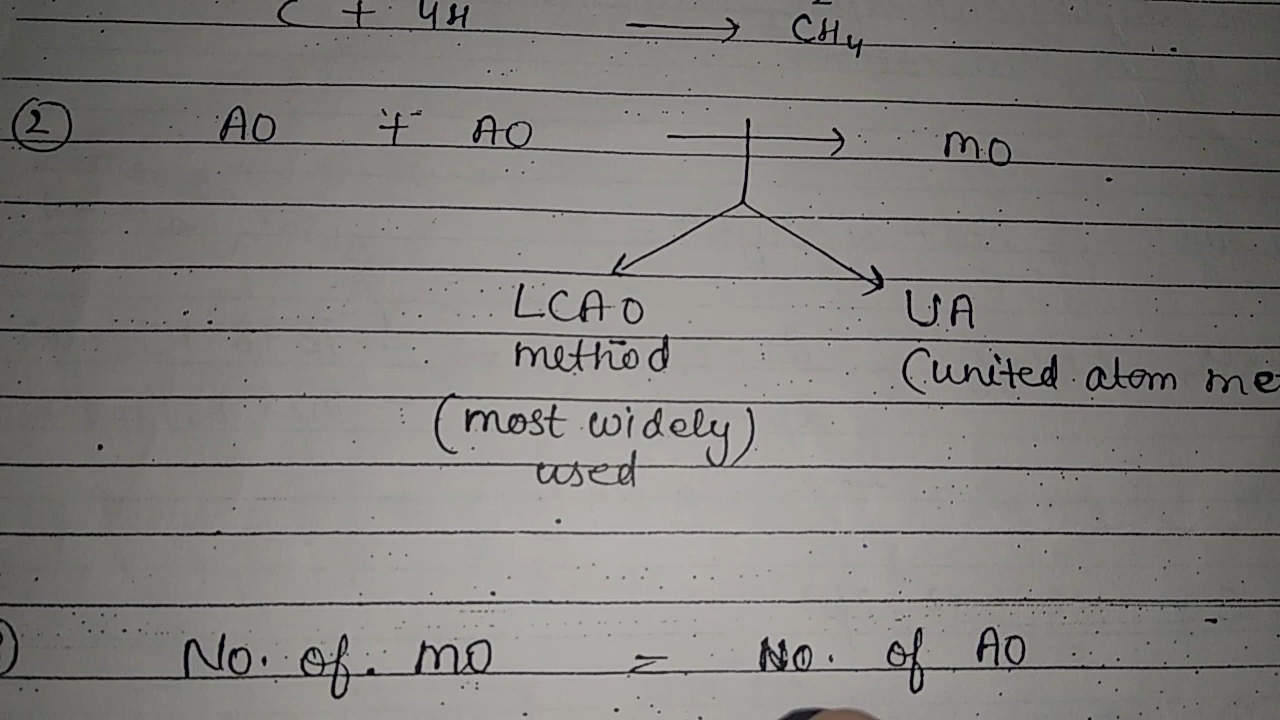 C + 4H → CH4
② AO + AO → MO
LCAO UA
method (united atom me
(most widely)
used
) No. of. MO = No. of AO